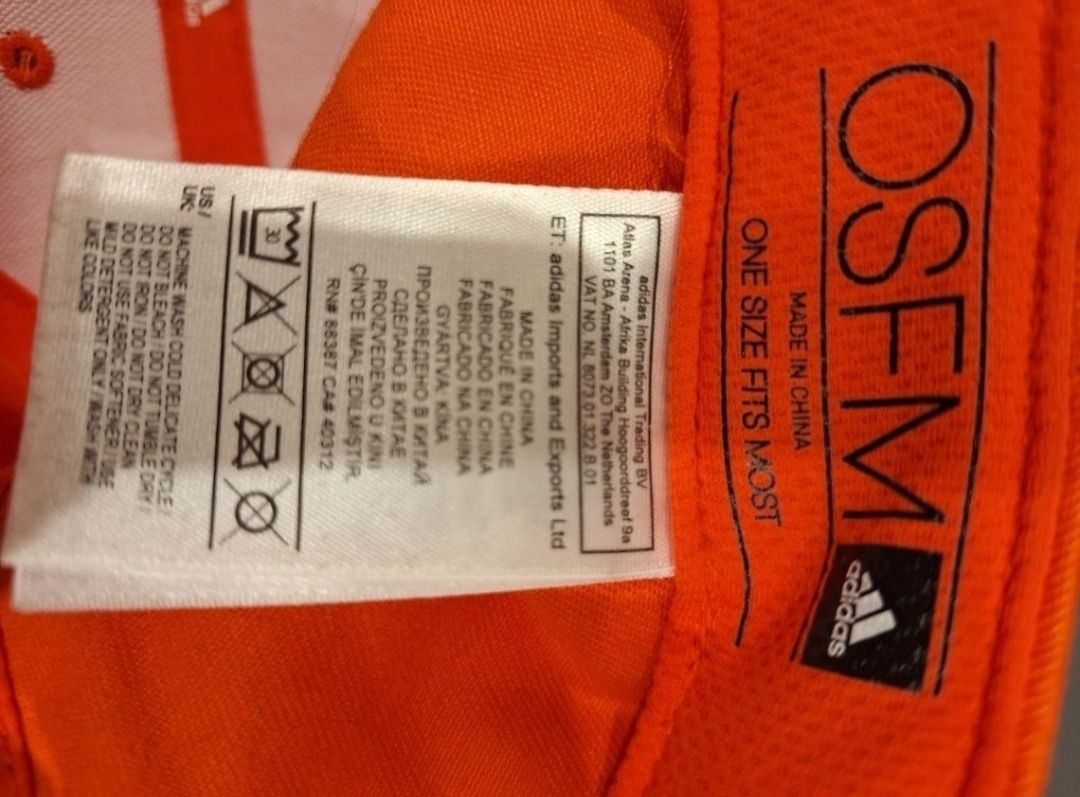 OSFM
adidas
MADE IN CHINA
ONE SIZE FITS MOST
adidas International Trading BV
Atlas Arena - Afrika Building Hoogoorddreef 9a
1101 BA Amsterdam ZO The Netherlands
VAT NO. NL 8073.01.322.B.01
ET: adidas Imports and Exports Ltd
MADE IN CHINA
FABRIQUÉ EN CHINE
FABRICADO EN CHINA
FABRICADO NA CHINA
GYÁRTVA: KÍNA
ПРОИЗВЕДЕНО В КИТАЙ
СДЕЛАНО В КИТАЕ
PROIZVEDENO U KINI
ÇİN'DE İMAL EDİLMİŞTİR.
RN# 88387 CA# 40312
30
US / UK: MACHINE WASH COLD DELICATE CYCLE /
DO NOT BLEACH / DO NOT TUMBLE DRY /
DO NOT IRON / DO NOT DRY CLEAN
DO NOT USE FABRIC SOFTENER / USE
MILD DETERGENT ONLY / WASH WITH
LIKE COLORS